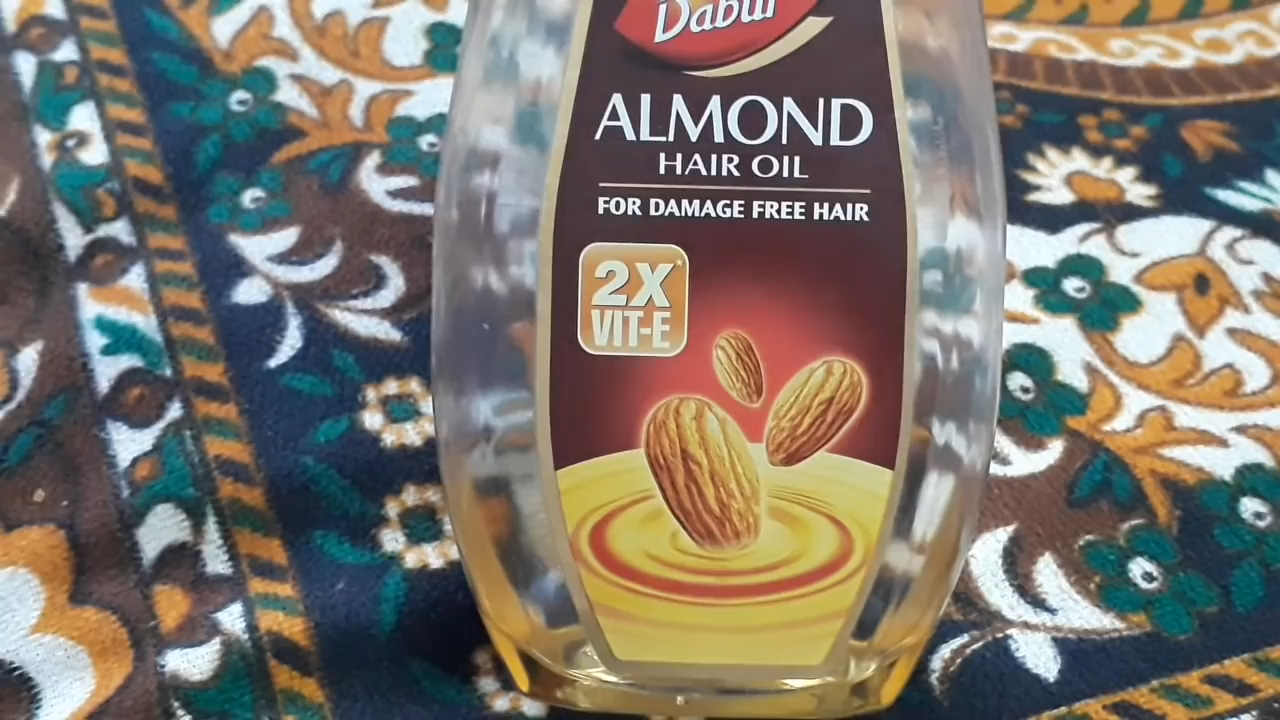 Dabur
ALMOND
HAIR OIL
FOR DAMAGE FREE HAIR
2X*
VIT-E